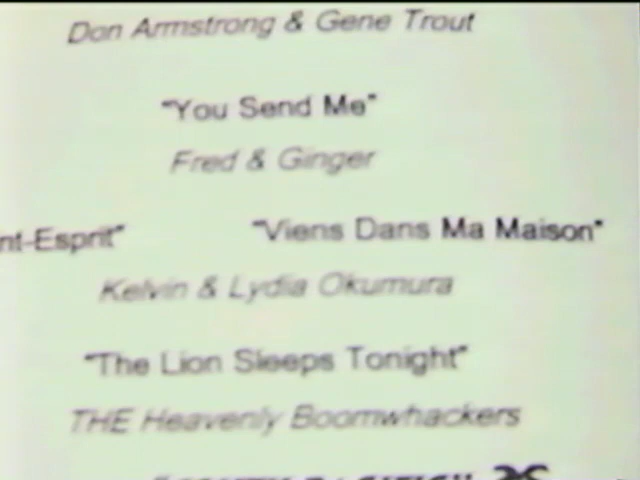 Don Armstrong & Gene Trout
"You Send Me"
Fred & Ginger
nt-Esprit" "Viens Dans Ma Maison"
Kelvin & Lydia Okumura
"The Lion Sleeps Tonight"
THE Heavenly Boomwhackers